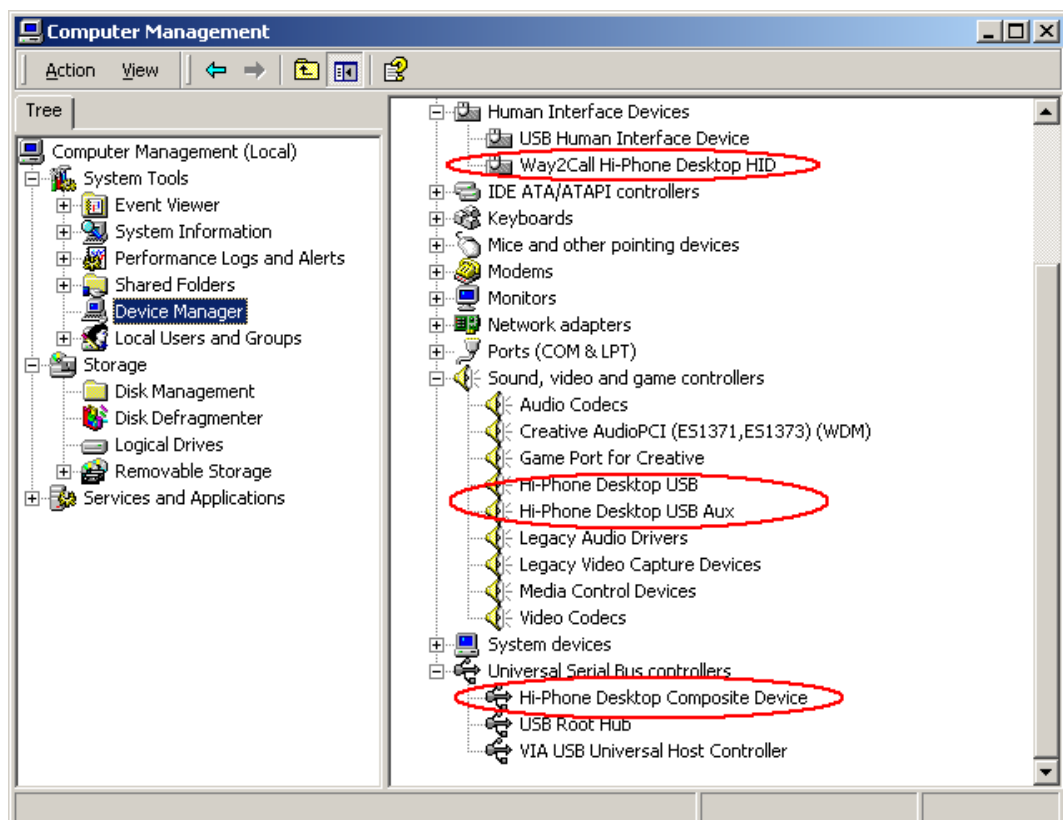 Computer Management
Action View
Tree
Computer Management (Local)
System Tools
Event Viewer
System Information
Performance Logs and Alerts
Shared Folders
Device Manager
Local Users and Groups
Storage
Disk Management
Disk Defragmenter
Logical Drives
Removable Storage
Services and Applications
Human Interface Devices
USB Human Interface Device
Way2Call Hi-Phone Desktop HID
IDE ATA/ATAPI controllers
Keyboards
Mice and other pointing devices
Modems
Monitors
Network adapters
Ports (COM & LPT)
Sound, video and game controllers
Audio Codecs
Creative AudioPCI (ES1371,ES1373) (WDM)
Game Port for Creative
Hi-Phone Desktop USB
Hi-Phone Desktop USB Aux
Legacy Audio Drivers
Legacy Video Capture Devices
Media Control Devices
Video Codecs
System devices
Universal Serial Bus controllers
Hi-Phone Desktop Composite Device
USB Root Hub
VIA USB Universal Host Controller